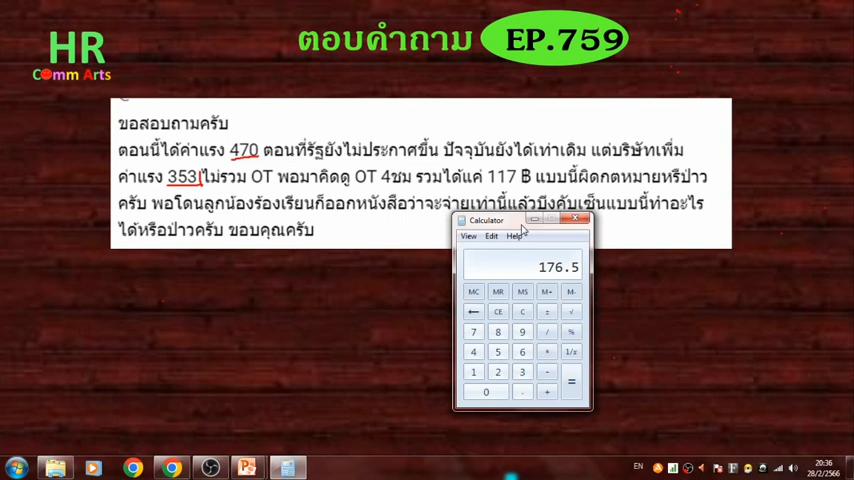 HR
Comm Arts
ตอบคำถาม EP.759
ขอสอบถามครับ
ตอนนี้ได้ค่าแรง 470 ตอนที่รัฐยังไม่ประกาศขึ้น ปัจจุบันยังได้เท่าเดิม แต่บริษัทเพิ่ม
ค่าแรง 353 ไม่รวม OT พอมาคิดดู OT 4ชม รวมได้แค่ 117 ฿ แบบนี้ผิดกตหมายหรีป่าว
ครับ พอโดนลูกน้องร้องเรียนก็ออกหนังสือว่าจะจ่ายเท่านี้แล้วบีงคับเซ็นแบบนี้ทำอะไร
ได้หรือป่าวครับ ขอบคุณครับ
Calculator
View Edit Help
176.5
MC MR MS M+ M-
← CE C ± √
7 8 9 / %
4 5 6 * 1/x
1 2 3 - =
0 . +
EN
20:36
28/2/2566